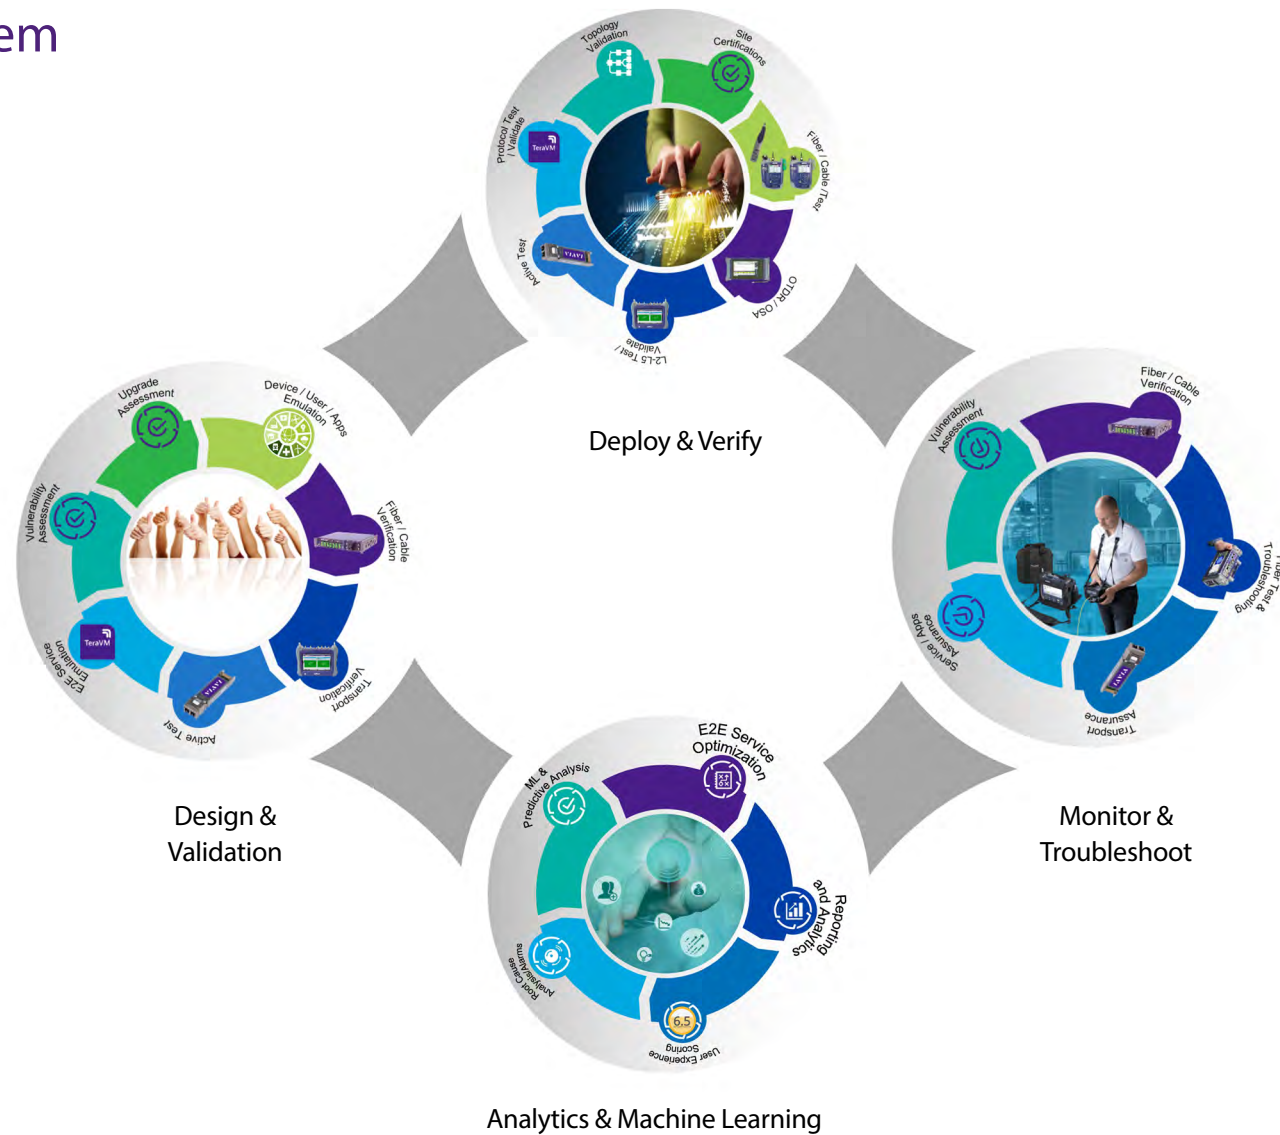 em
Topology
Validation
Site
Certifications
Protocol Test
/ Validate
TeraVM
Fiber / Cable /Test
Active Test
VIAVI
OTDR / OSA
L2-L5 Test /
Validate
Deploy & Verify
Upgrade
Assessment
Device / User / Apps
Emulation
Vulnerability
Assessment
Fiber / Cable
Verification
E2E Service
Emulation
TeraVM
Transport
Verification
Active Test
VIAVI
Design &
Validation
Fiber / Cable
Verification
Vulnerability
Assessment
Fiber Test &
Troubleshooting
Service / Apps
Assurance
VIAVI
Transport
Assurance
Monitor &
Troubleshoot
E2E Service
Optimization
ML &
Predictive Analysis
Reporting
and Analytics
Root Cause
Analysis/Alarms
6.5
User Experience
Scoring
Analytics & Machine Learning